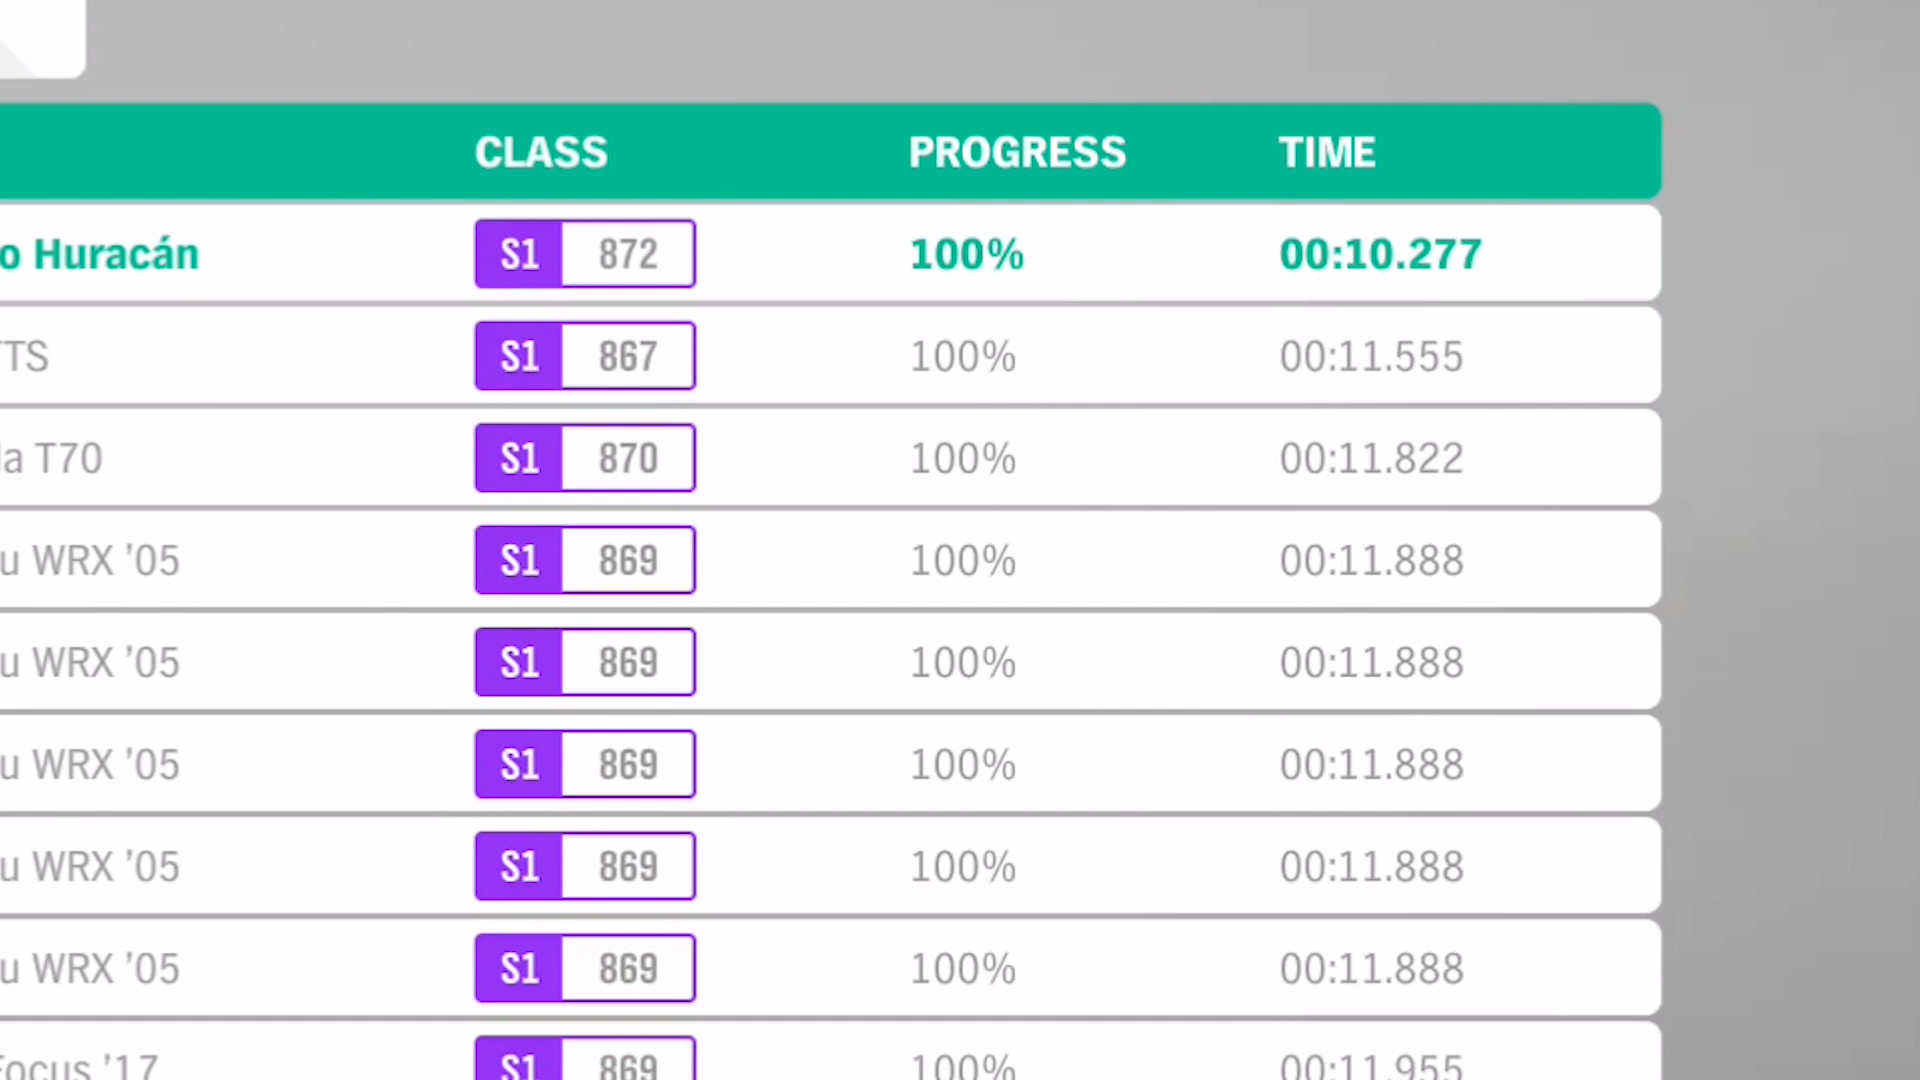 CLASS PROGRESS TIME
o Huracán S1 872 100% 00:10.277
TTS S1 867 100% 00:11.555
la T70 S1 870 100% 00:11.822
u WRX ’05 S1 869 100% 00:11.888
u WRX ’05 S1 869 100% 00:11.888
u WRX ’05 S1 869 100% 00:11.888
u WRX ’05 S1 869 100% 00:11.888
u WRX ’05 S1 869 100% 00:11.888
Focus ’17 S1 869 100% 00:11.955